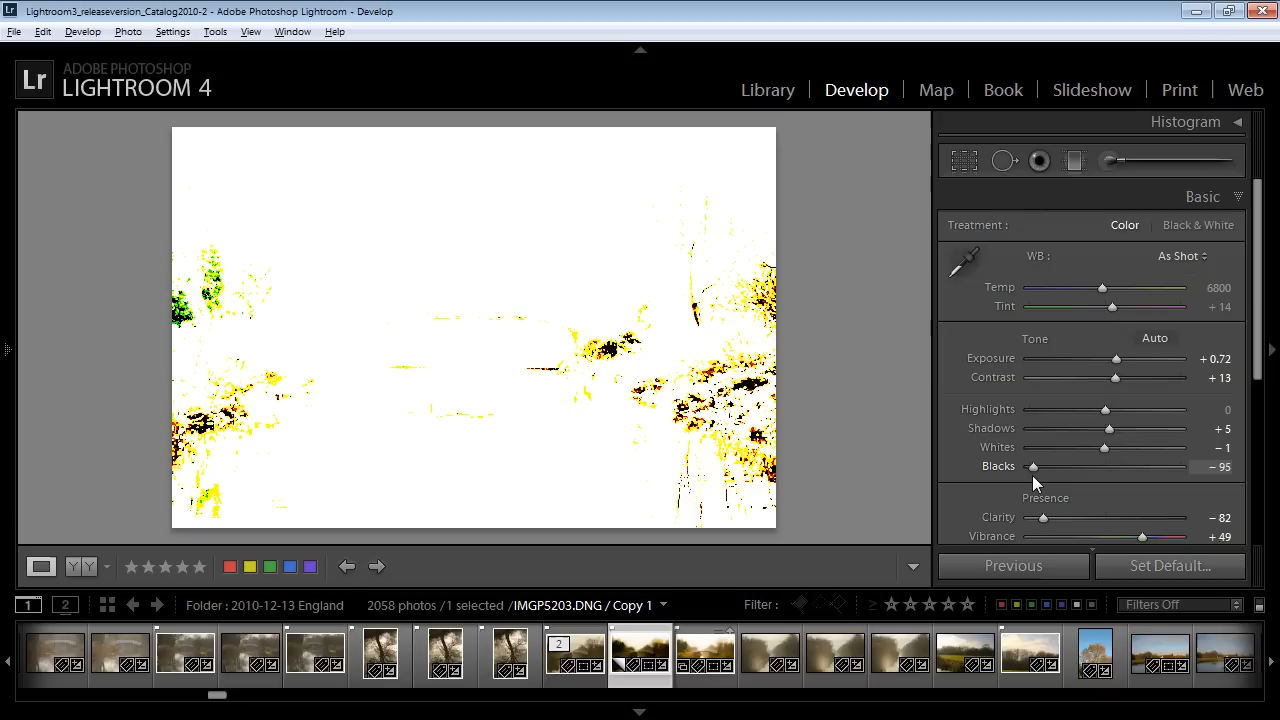 Lr Lightroom3_releaseversion_Catalog2010-2 - Adobe Photoshop Lightroom - Develop
File Edit Develop Photo Settings Tools View Window Help
Lr ADOBE PHOTOSHOP
LIGHTROOM 4
Library | Develop | Map | Book | Slideshow | Print | Web
Histogram
Basic
Treatment : Color Black & White
WB : As Shot
Temp 6800
Tint + 14
Tone Auto
Exposure + 0.72
Contrast + 13
Highlights 0
Shadows + 5
Whites − 1
Blacks − 95
Presence
Clarity − 82
Vibrance + 49
Y Y
Previous Set Default...
1 2 Folder : 2010-12-13 England 2058 photos / 1 selected / IMGP5203.DNG / Copy 1 Filter : ≥ Filters Off
2